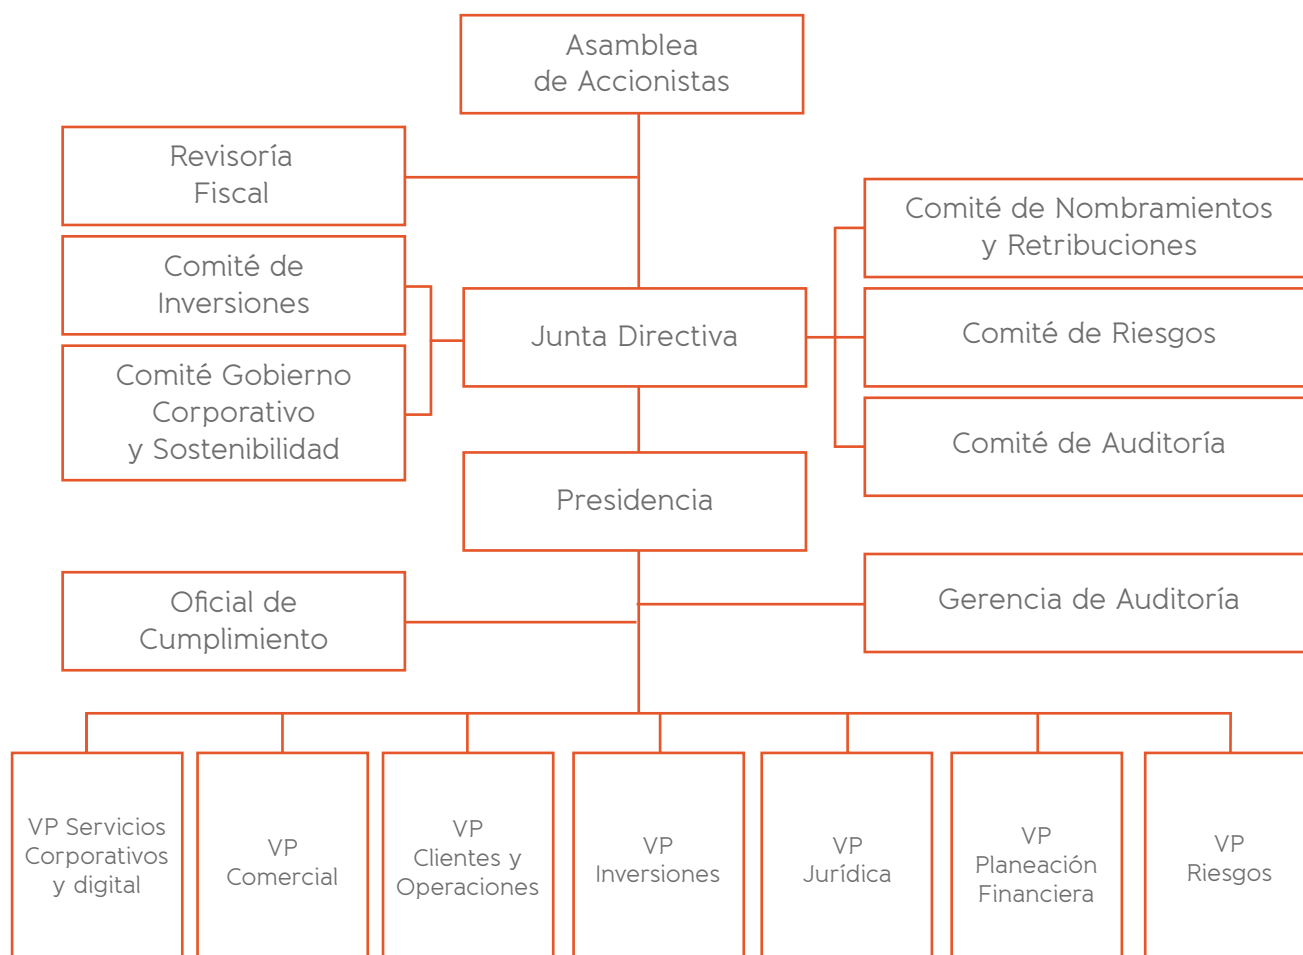 Asamblea
de Accionistas
Revisoría
Fiscal
Comité de Nombramientos
y Retribuciones
Comité de
Inversiones
Junta Directiva
Comité de Riesgos
Comité Gobierno
Corporativo
y Sostenibilidad
Comité de Auditoría
Presidencia
Oficial de
Cumplimiento
Gerencia de Auditoría
VP Servicios
Corporativos
y digital
VP
Comercial
VP
Clientes y
Operaciones
VP
Inversiones
VP
Jurídica
VP
Planeación
Financiera
VP
Riesgos